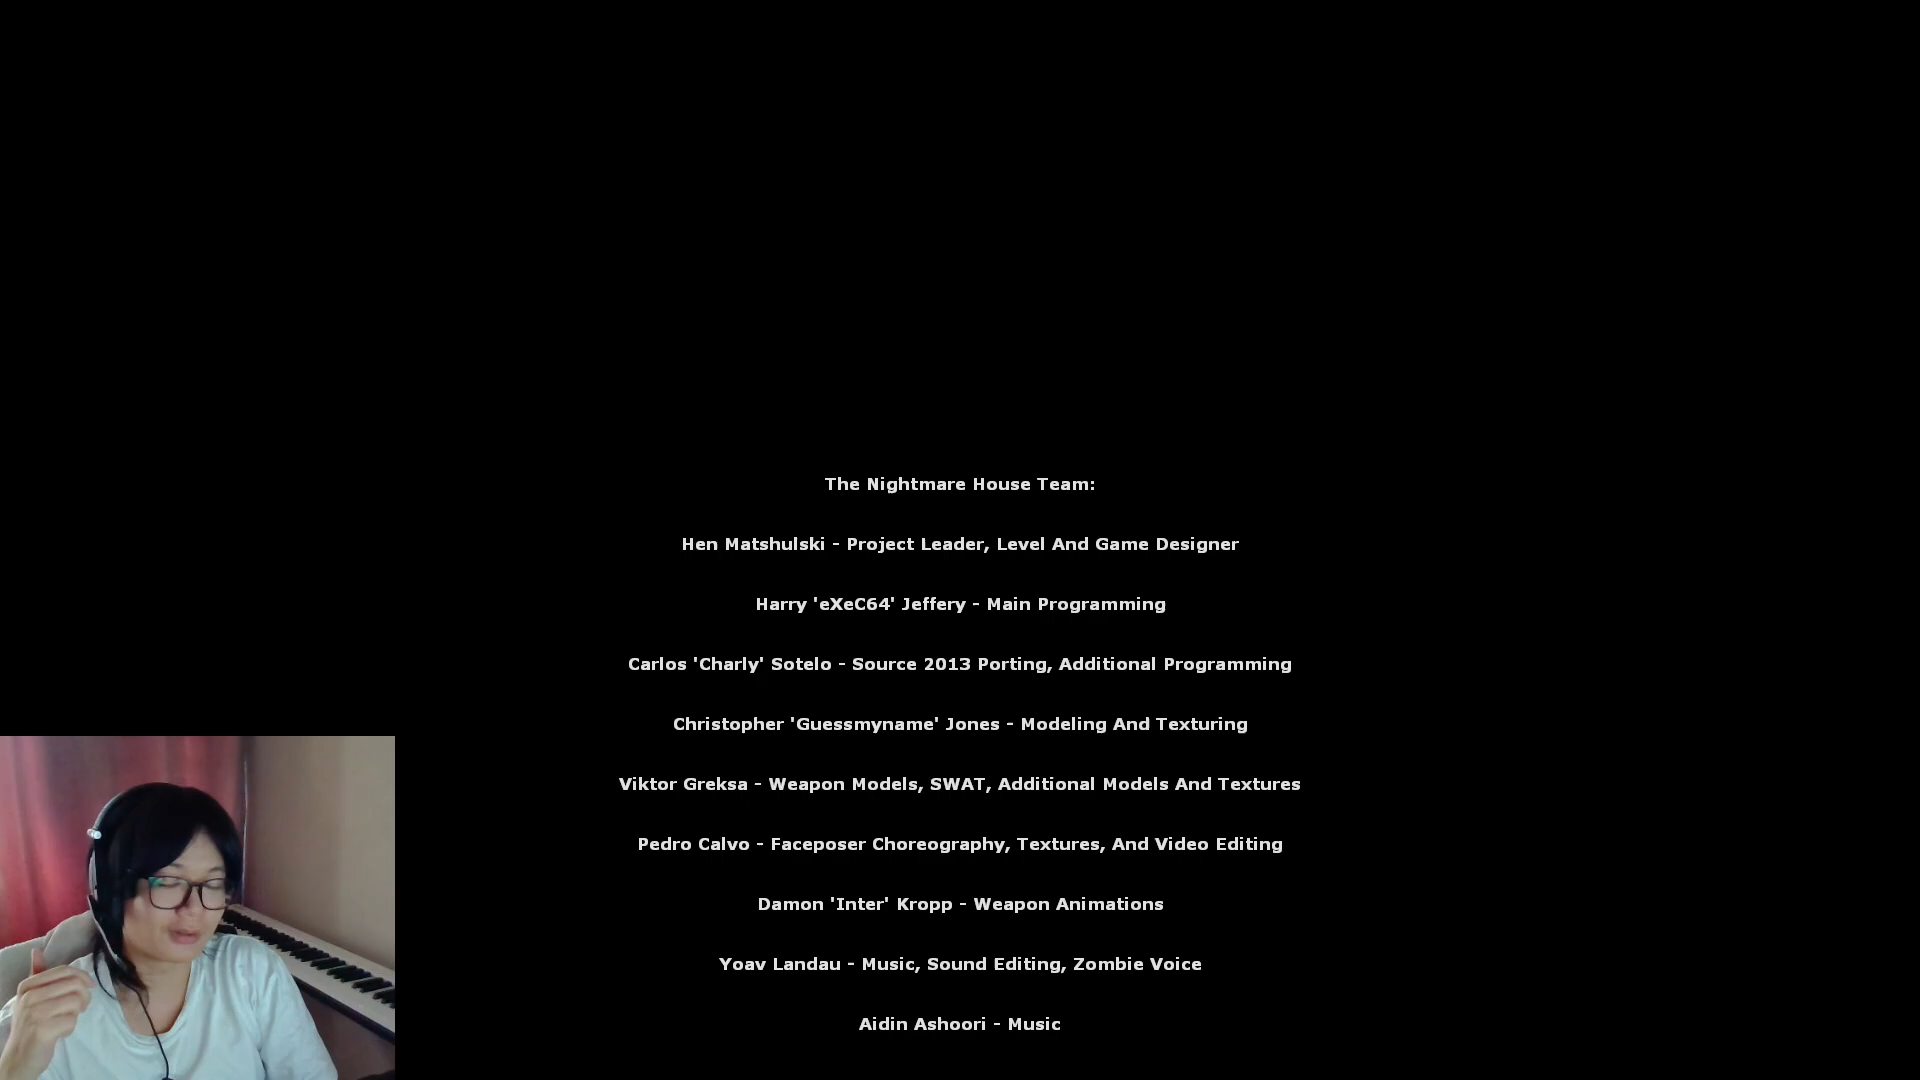 The Nightmare House Team:
Hen Matshulski - Project Leader, Level And Game Designer
Harry 'eXeC64' Jeffery - Main Programming
Carlos 'Charly' Sotelo - Source 2013 Porting, Additional Programming
Christopher 'Guessmyname' Jones - Modeling And Texturing
Viktor Greksa - Weapon Models, SWAT, Additional Models And Textures
Pedro Calvo - Faceposer Choreography, Textures, And Video Editing
Damon 'Inter' Kropp - Weapon Animations
Yoav Landau - Music, Sound Editing, Zombie Voice
Aidin Ashoori - Music